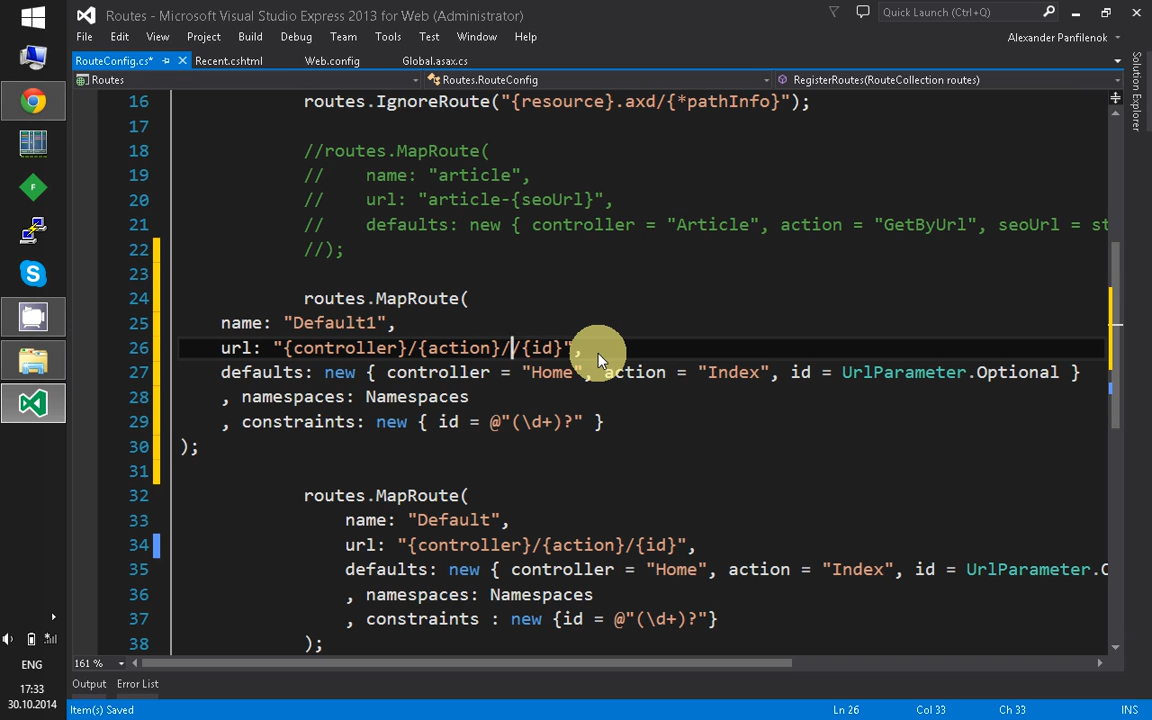 Routes - Microsoft Visual Studio Express 2013 for Web (Administrator)
Quick Launch (Ctrl+Q)
File Edit View Project Build Debug Team Tools Test Window Help
Alexander Panfilenok
RouteConfig.cs* Recent.cshtml Web.config Global.asax.cs
Routes Routes.RouteConfig RegisterRoutes(RouteCollection routes)
Solution Explorer
16 routes.IgnoreRoute("{resource}.axd/{*pathInfo}");
17
18 //routes.MapRoute(
19 // name: "article",
20 // url: "article-{seoUrl}",
21 // defaults: new { controller = "Article", action = "GetByUrl", seoUrl = st
22 //);
23
24 routes.MapRoute(
25 name: "Default1",
26 url: "{controller}/{action}//{id}",
27 defaults: new { controller = "Home", action = "Index", id = UrlParameter.Optional }
28 , namespaces: Namespaces
29 , constraints: new { id = @"(\d+)?" }
30 );
31
32 routes.MapRoute(
33 name: "Default",
34 url: "{controller}/{action}/{id}",
35 defaults: new { controller = "Home", action = "Index", id = UrlParameter.
36 , namespaces: Namespaces
37 , constraints : new {id = @"(\d+)?"}
38 );
161 %
Output Error List
Item(s) Saved Ln 26 Col 33 Ch 33 INS
ENG
17:33
30.10.2014